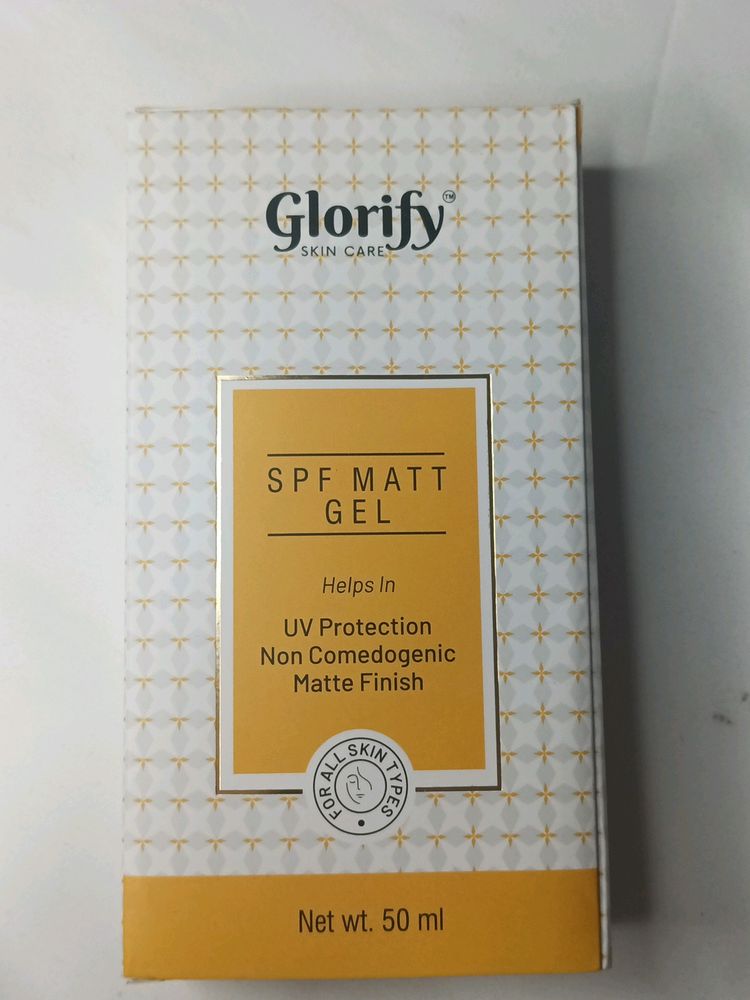 Glorify™
SKIN CARE
SPF MATT
GEL
Helps In
UV Protection
Non Comedogenic
Matte Finish
FOR ALL SKIN TYPES
Net wt. 50 ml